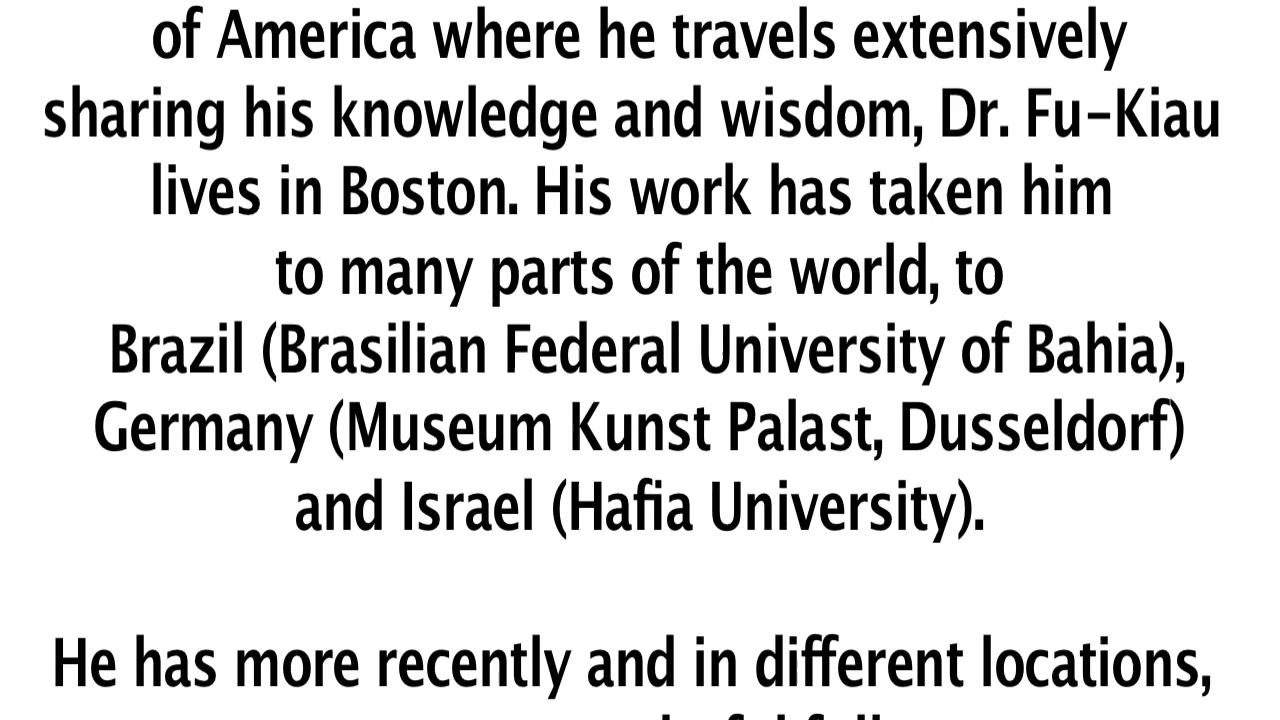 of America where he travels extensively
sharing his knowledge and wisdom, Dr. Fu-Kiau
lives in Boston. His work has taken him
to many parts of the world, to
Brazil (Brasilian Federal University of Bahia),
Germany (Museum Kunst Palast, Dusseldorf)
and Israel (Hafia University).
He has more recently and in different locations,